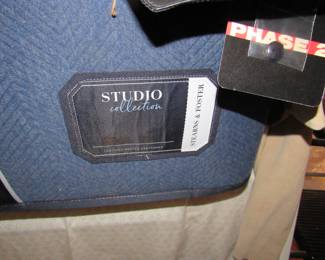 PHASE 2
STUDIO
collection
STEARNS & FOSTER